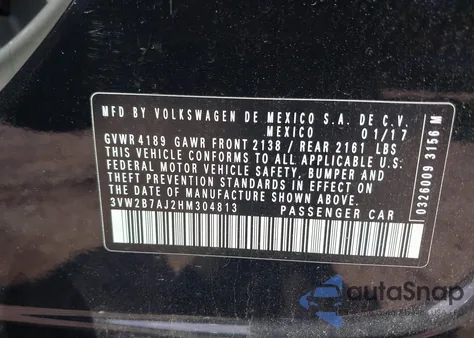 MFD BY VOLKSWAGEN DE MEXICO S.A. DE C.V.
MEXICO 01/17
GVWR 4189 GAWR FRONT 2138 / REAR 2161 LBS
THIS VEHICLE CONFORMS TO ALL APPLICABLE U.S.
FEDERAL MOTOR VEHICLE SAFETY, BUMPER AND
THEFT PREVENTION STANDARDS IN EFFECT ON THE
DATE OF MANUFACTURE SHOWN ABOVE.
3VW2B7AJ2HM304813 PASSENGER CAR
0326009 3156 M
autoSnap